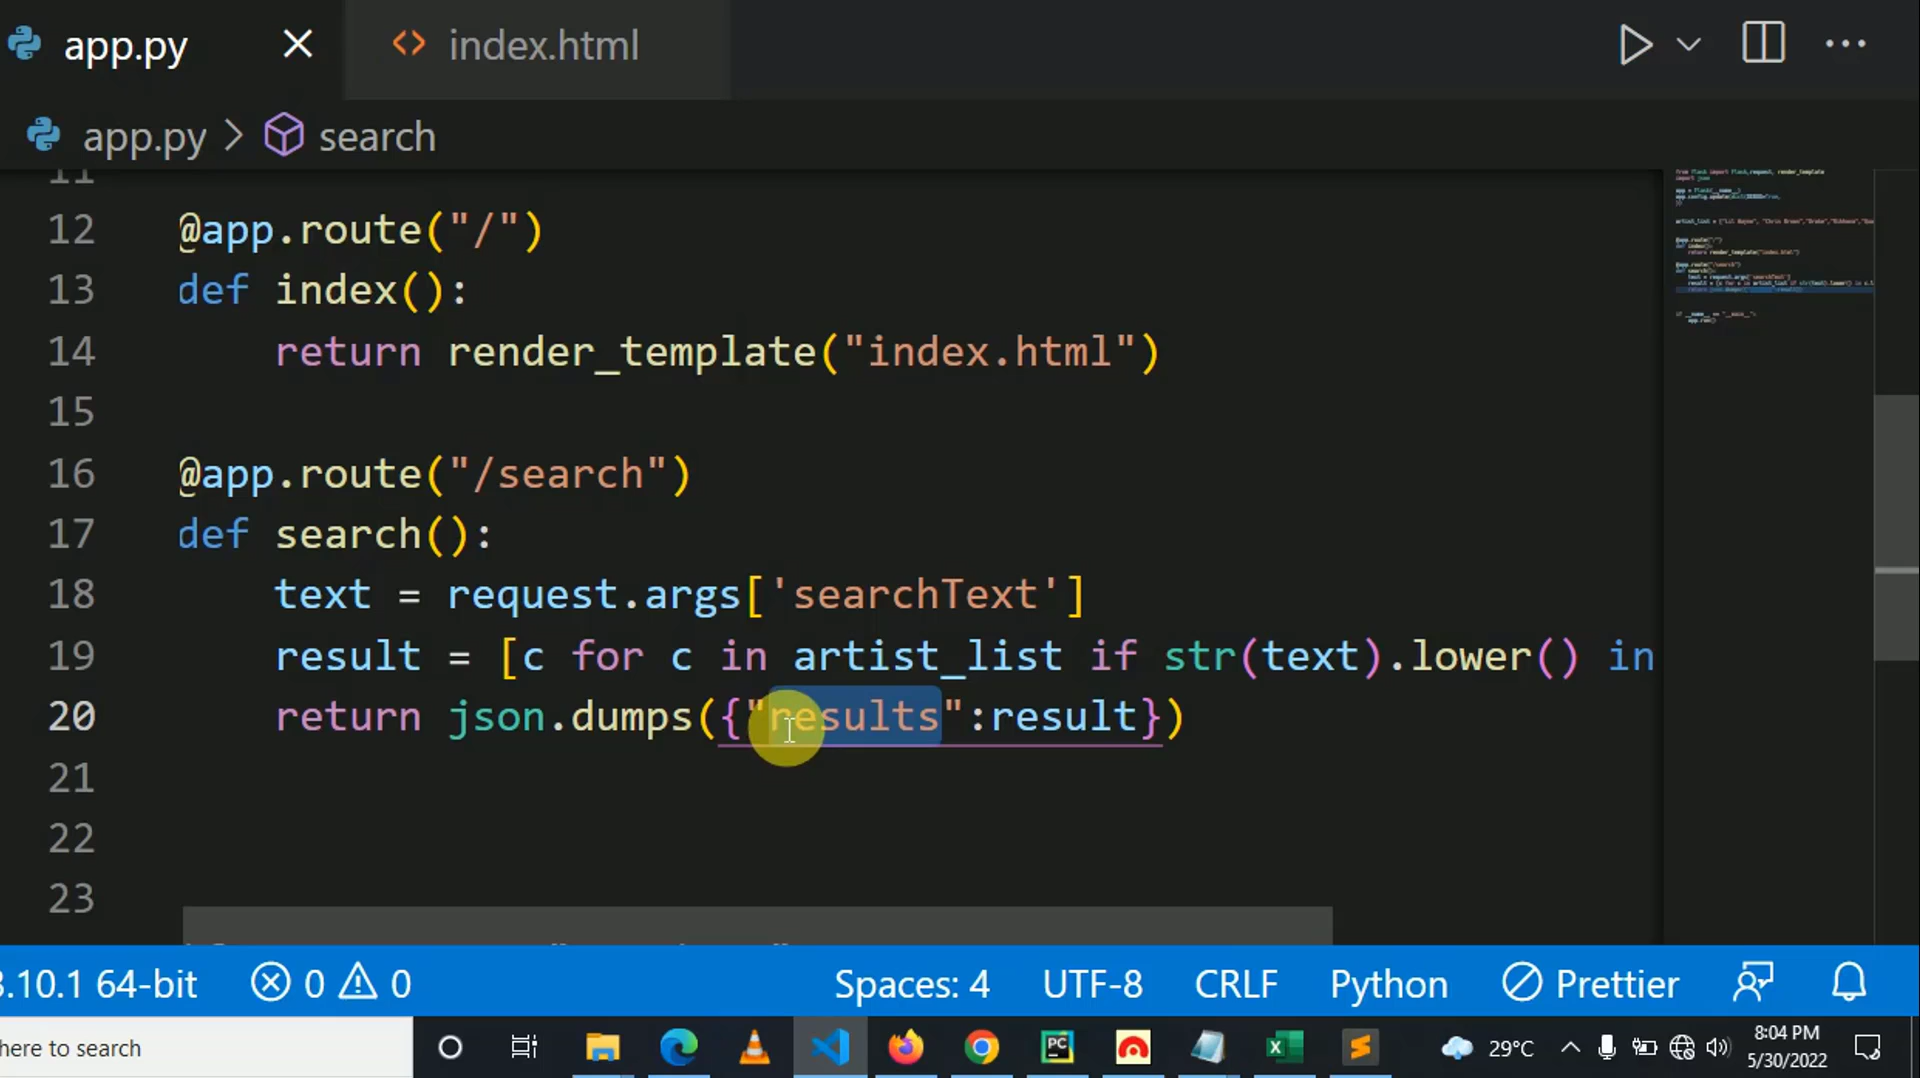 app.py
index.html
app.py > search
11
12 @app.route("/")
13 def index():
14 return render_template("index.html")
15
16 @app.route("/search")
17 def search():
18 text = request.args['searchText']
19 result = [c for c in artist_list if str(text).lower() in
20 return json.dumps({"results":result})
21
22
23
3.10.1 64-bit 0 0 Spaces: 4 UTF-8 CRLF Python Prettier
here to search PC 29°C 8:04 PM
5/30/2022